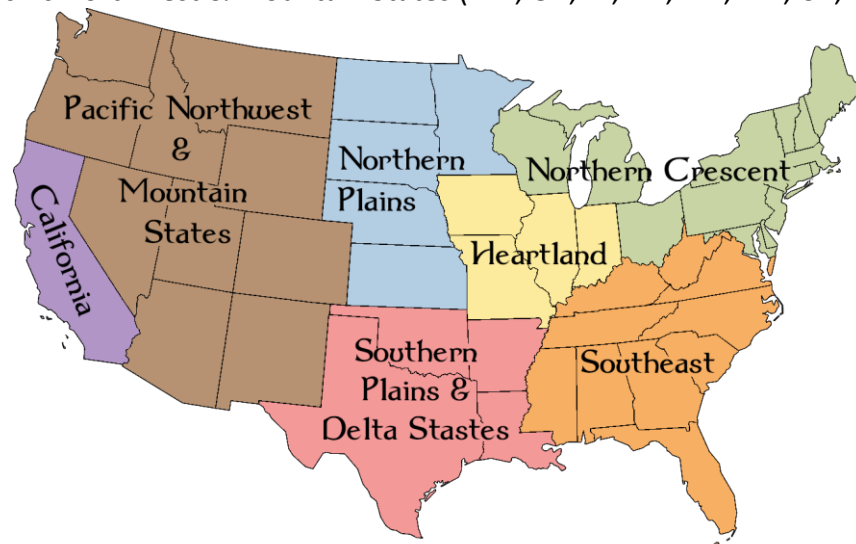 Pacific Northwest
&
Mountain
States
California
Northern
Plains
Heartland
Northern Crescent
Southern
Plains &
Delta Stastes
Southeast